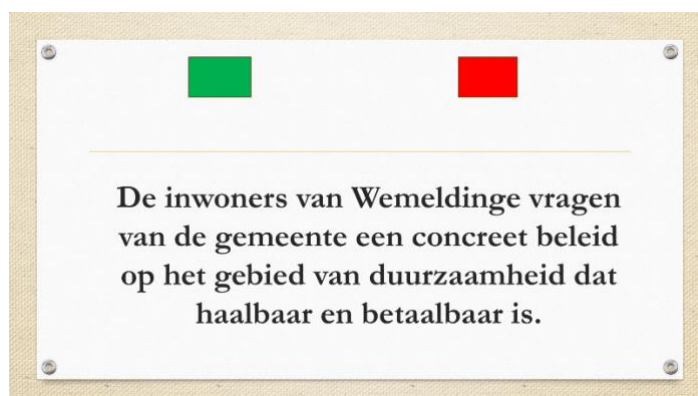 De inwoners van Wemeldinge vragen
van de gemeente een concreet beleid
op het gebied van duurzaamheid dat
haalbaar en betaalbaar is.